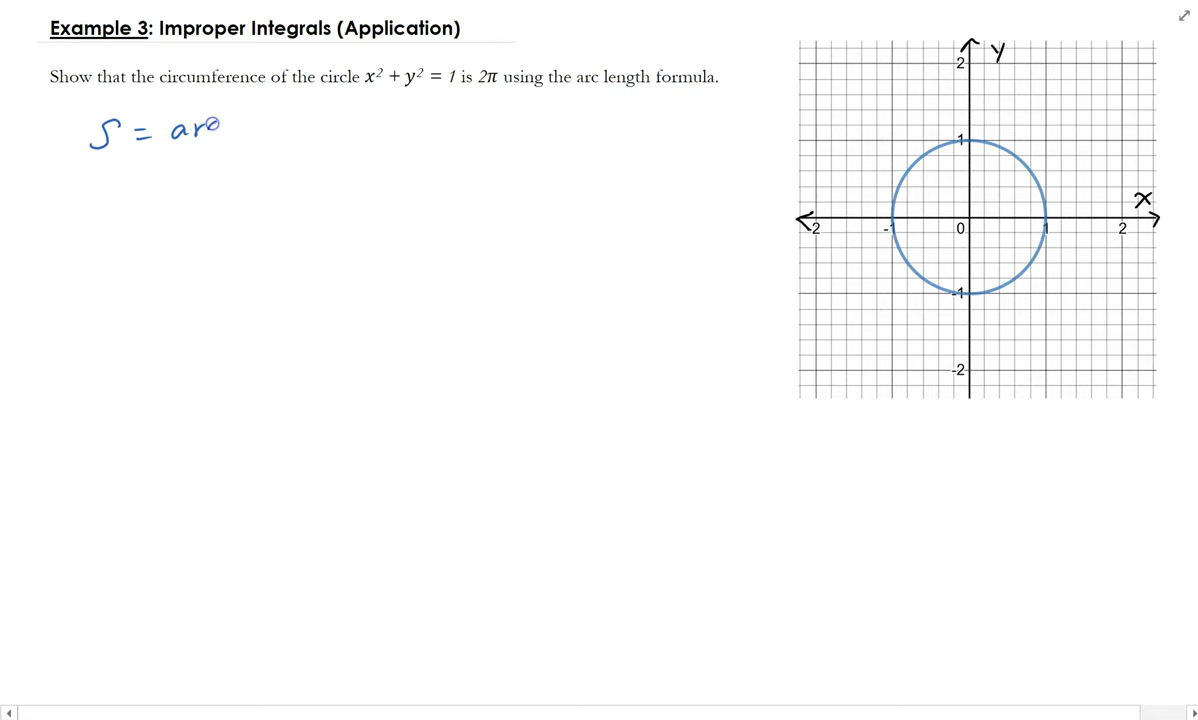 Example 3: Improper Integrals (Application)
Show that the circumference of the circle x² + y² = 1 is 2π using the arc length formula.
S = arc
y
2
1
x
-2
-1
0
1
2
-1
-2